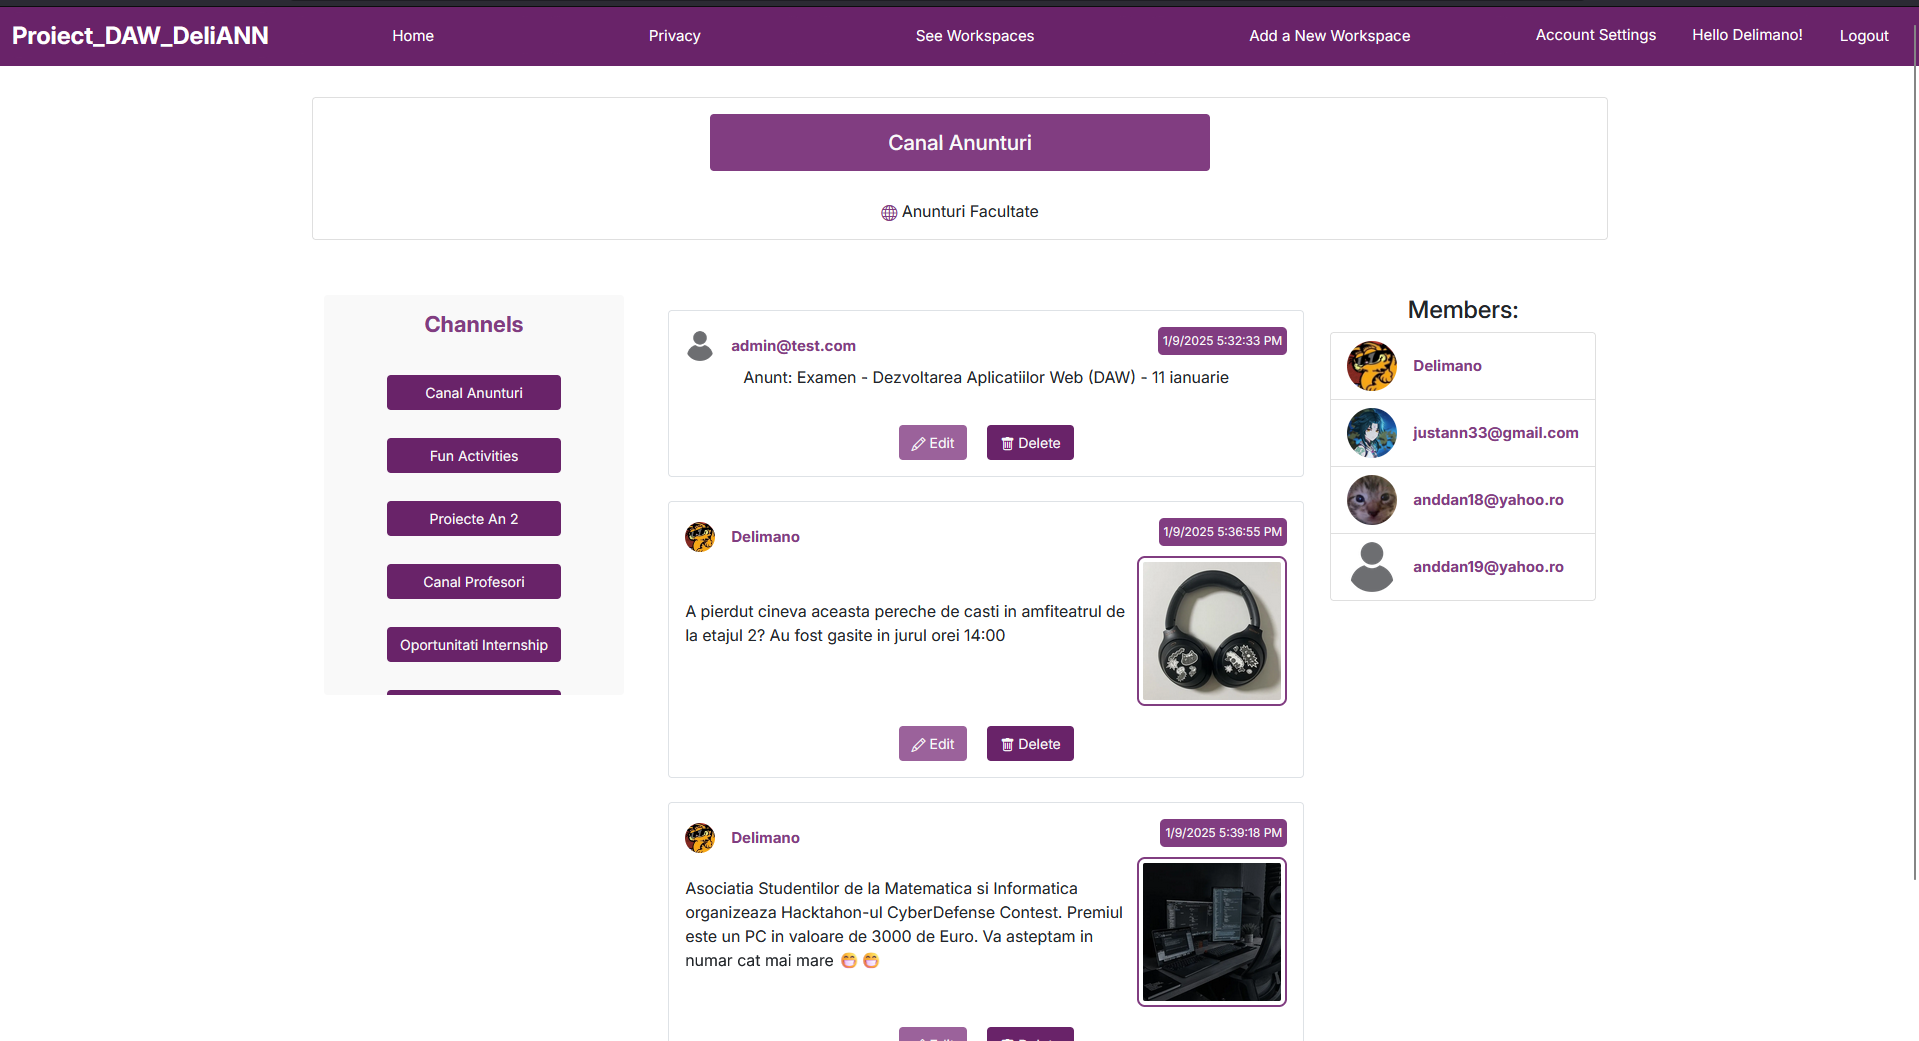 Proiect_DAW_DeliANN
Home
Privacy
See Workspaces
Add a New Workspace
Account Settings
Hello Delimano!
Logout
Canal Anunturi
Anunturi Facultate
Channels
Canal Anunturi
Fun Activities
Proiecte An 2
Canal Profesori
Oportunitati Internship
admin@test.com
1/9/2025 5:32:33 PM
Anunt: Examen - Dezvoltarea Aplicatiilor Web (DAW) - 11 ianuarie
Edit
Delete
Delimano
1/9/2025 5:36:55 PM
A pierdut cineva aceasta pereche de casti in amfiteatrul de
la etajul 2? Au fost gasite in jurul orei 14:00
Edit
Delete
Delimano
1/9/2025 5:39:18 PM
Asociatia Studentilor de la Matematica si Informatica
organizeaza Hacktahon-ul CyberDefense Contest. Premiul
este un PC in valoare de 3000 de Euro. Va asteptam in
numar cat mai mare 😁 😁
Members:
Delimano
justann33@gmail.com
anddan18@yahoo.ro
anddan19@yahoo.ro